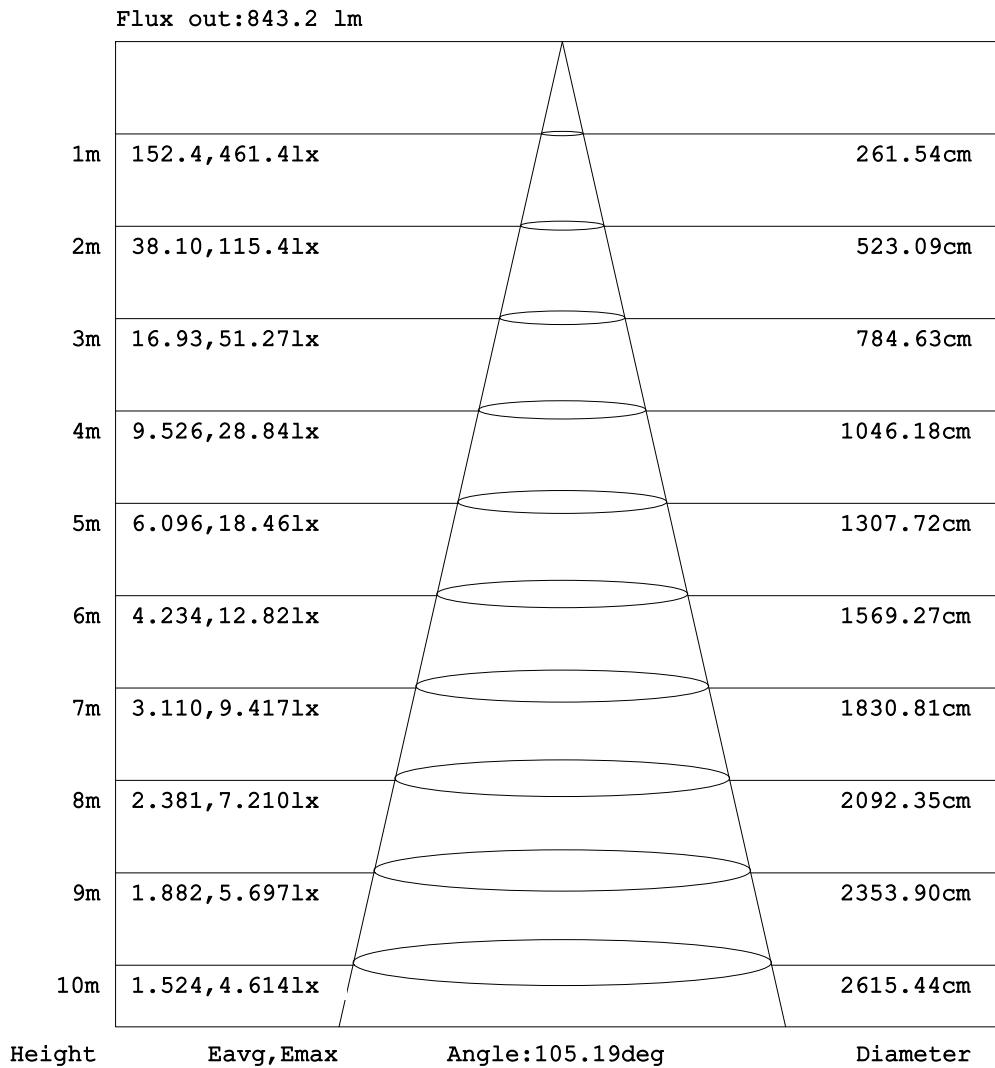 Flux out:843.2 lm
1m 152.4,461.4lx 261.54cm
2m 38.10,115.4lx 523.09cm
3m 16.93,51.27lx 784.63cm
4m 9.526,28.84lx 1046.18cm
5m 6.096,18.46lx 1307.72cm
6m 4.234,12.82lx 1569.27cm
7m 3.110,9.417lx 1830.81cm
8m 2.381,7.210lx 2092.35cm
9m 1.882,5.697lx 2353.90cm
10m 1.524,4.614lx 2615.44cm
Height Eavg,Emax Angle:105.19deg Diameter